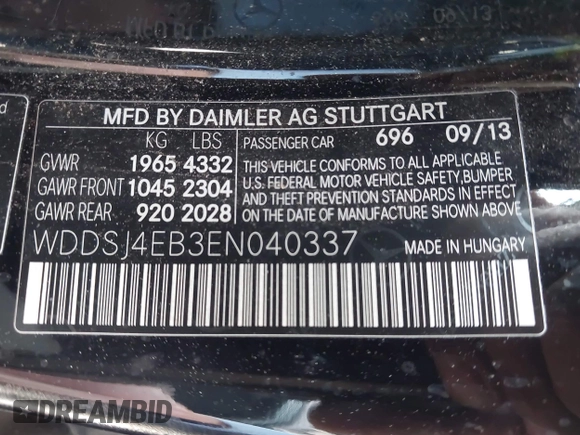 MFD BY DAIMLER AG STUTTGART
KG LBS PASSENGER CAR 696 09/13
GVWR 1965 4332
GAWR FRONT 1045 2304
GAWR REAR 920 2028
THIS VEHICLE CONFORMS TO ALL APPLICABLE
U.S. FEDERAL MOTOR VEHICLE SAFETY, BUMPER
AND THEFT PREVENTION STANDARDS IN EFFECT
ON THE DATE OF MANUFACTURE SHOWN ABOVE.
WDDSJ4EB3EN040337 MADE IN HUNGARY
DREAMBID